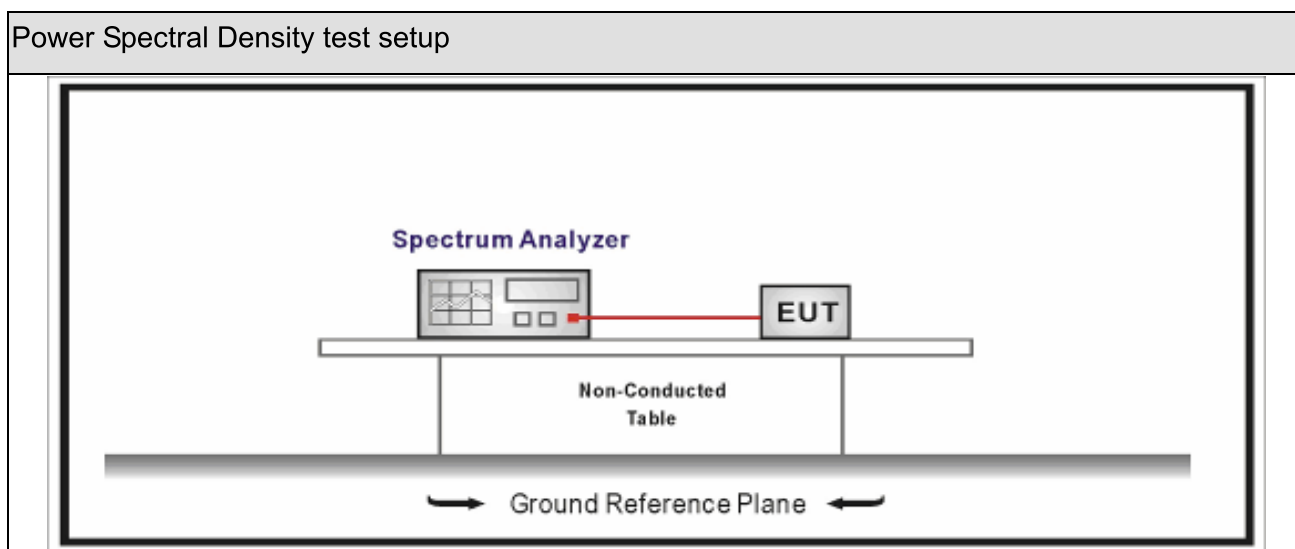 Power Spectral Density test setup
Spectrum Analyzer
EUT
Non-Conducted
Table
Ground Reference Plane